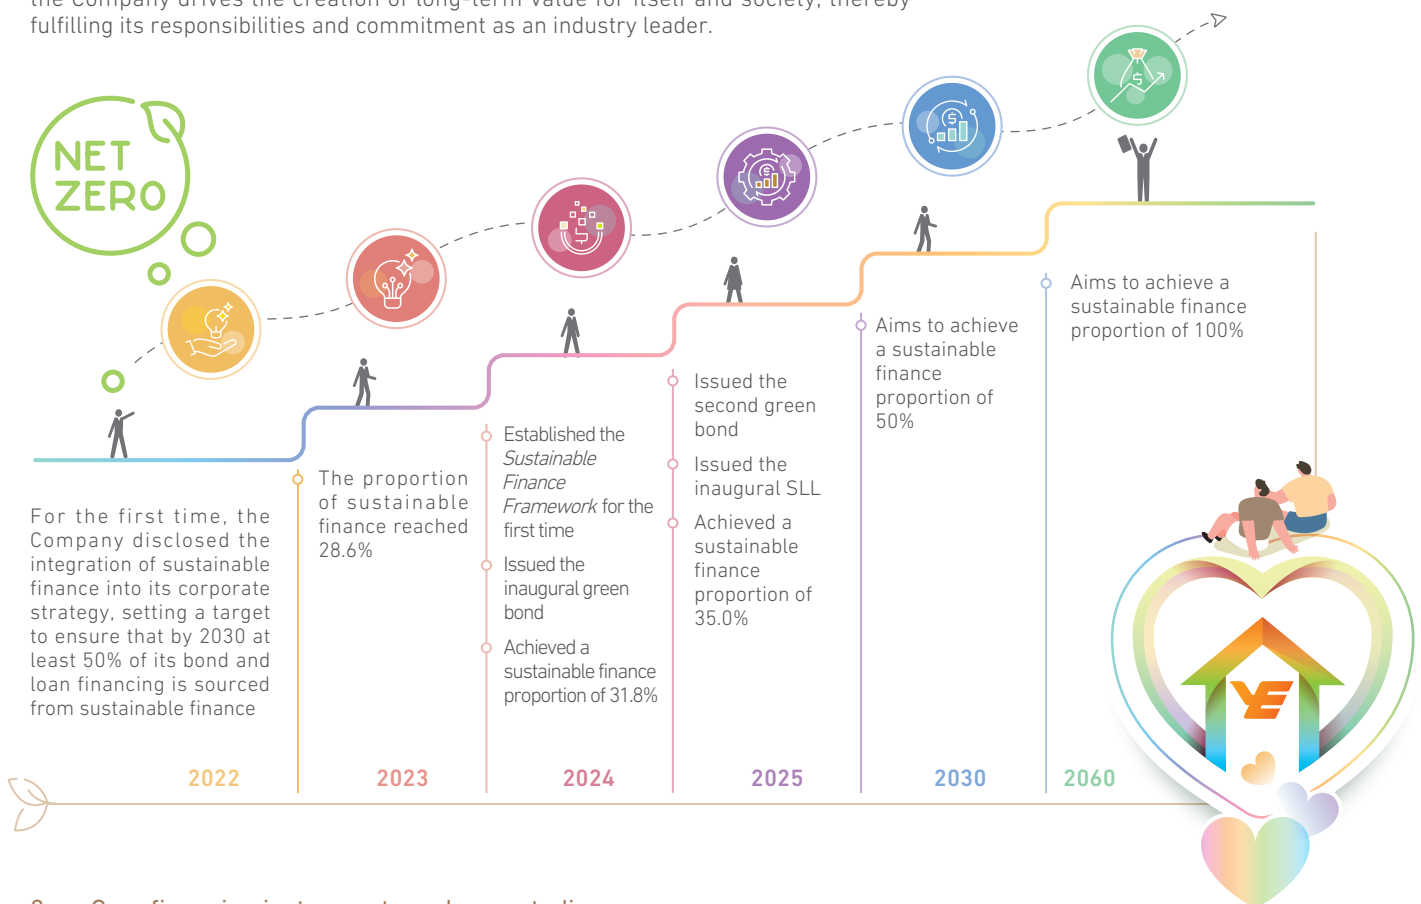 the Company drives the creation of long-term value for itself and society, thereby
fulfilling its responsibilities and commitment as an industry leader.
NET
ZERO
For the first time, the
Company disclosed the
integration of sustainable
finance into its corporate
strategy, setting a target
to ensure that by 2030 at
least 50% of its bond and
loan financing is sourced
from sustainable finance
2022
The proportion
of sustainable
finance reached
28.6%
2023
Established the
Sustainable
Finance
Framework for the
first time
Issued the
inaugural green
bond
Achieved a
sustainable finance
proportion of 31.8%
2024
Issued the
second green
bond
Issued the
inaugural SLL
Achieved a
sustainable
finance
proportion of
35.0%
2025
Aims to achieve
a sustainable
finance
proportion of
50%
2030
Aims to achieve a
sustainable finance
proportion of 100%
2060
YE